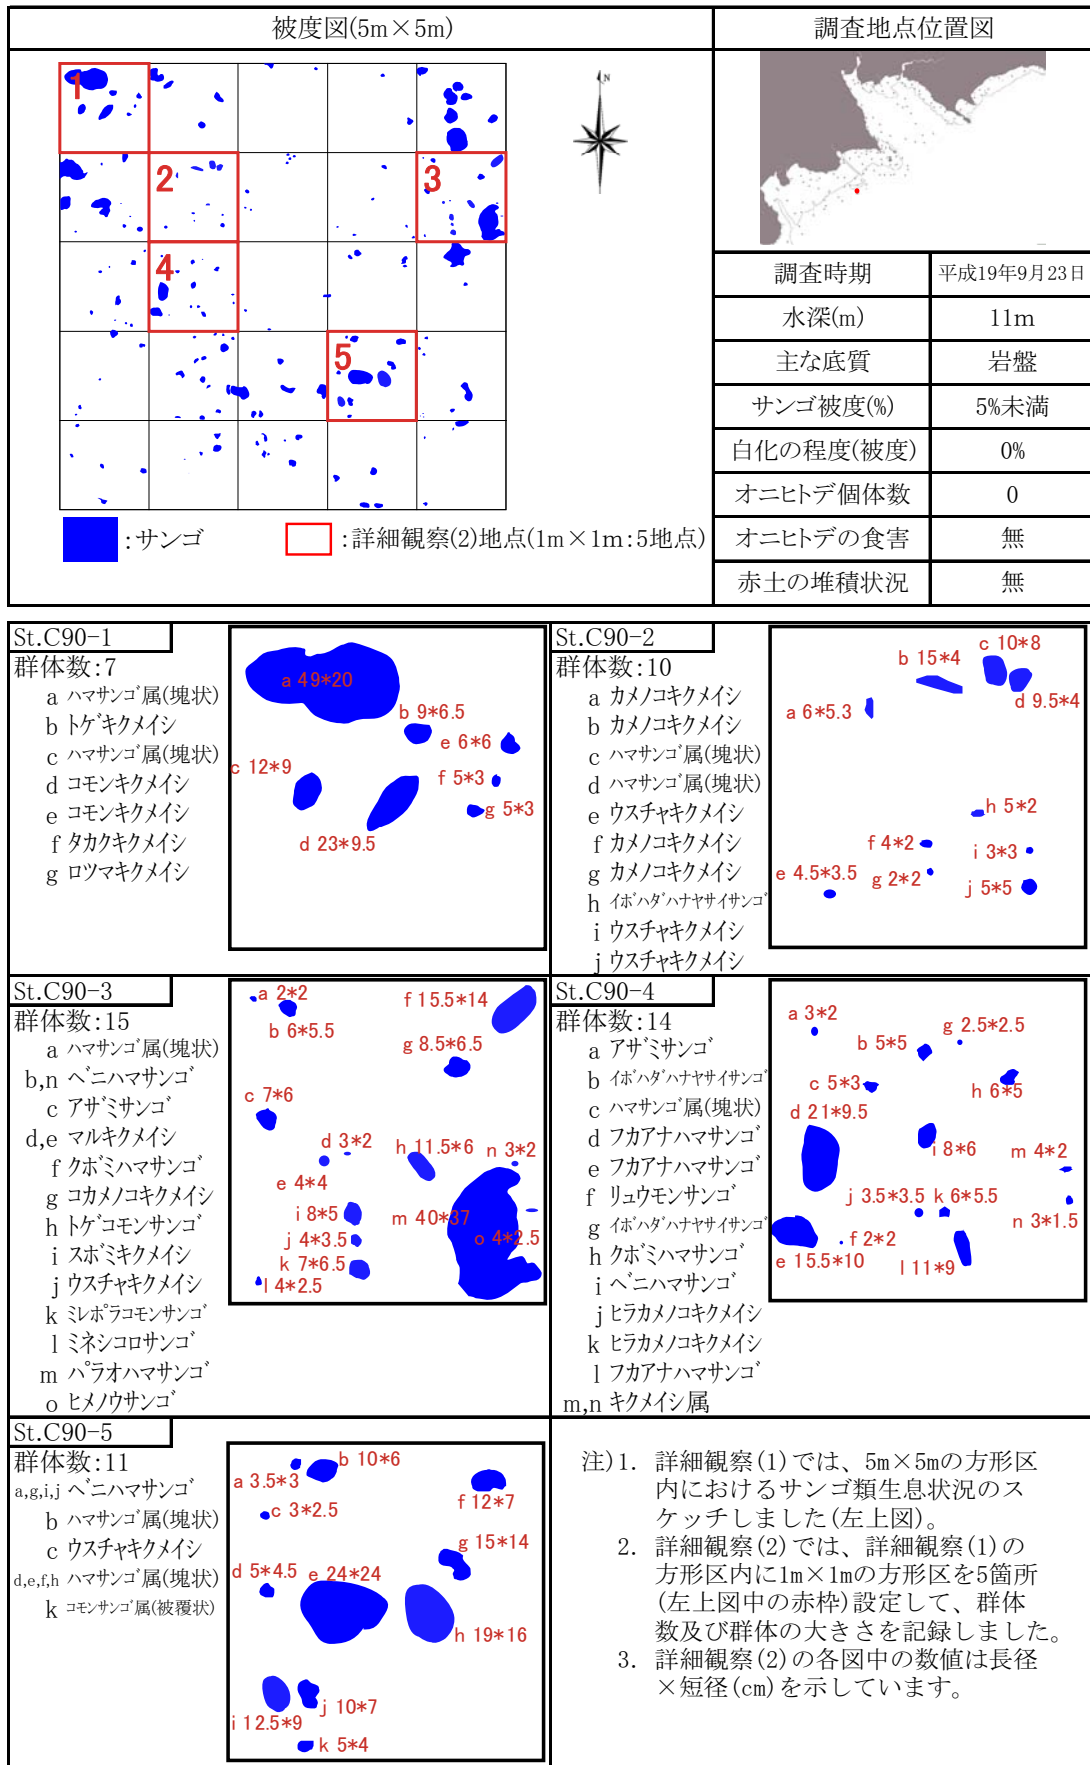 被度図(5m×5m)
調査地点位置図
N
1
2
3
4
5
:サンゴ
:詳細観察(2)地点(1m×1m:5地点)
調査時期 平成19年9月23日
水深(m) 11m
主な底質 岩盤
サンゴ被度(%) 5%未満
白化の程度(被度) 0%
オニヒトデ個体数 0
オニヒトデの食害 無
赤土の堆積状況 無
St.C90-1
群体数:7
a ハマサンゴ属(塊状)
b トゲキクメイシ
c ハマサンゴ属(塊状)
d コモンキクメイシ
e コモンキクメイシ
f タカクキクメイシ
g ロツマキクメイシ
a 49*20
b 9*6.5
e 6*6
c 12*9
f 5*3
g 5*3
d 23*9.5
St.C90-2
群体数:10
a カメノコキクメイシ
b カメノコキクメイシ
c ハマサンゴ属(塊状)
d ハマサンゴ属(塊状)
e ウスチャキクメイシ
f カメノコキクメイシ
g カメノコキクメイシ
h イボハダハナヤサイサンゴ
i ウスチャキクメイシ
j ウスチャキクメイシ
c 10*8
b 15*4
d 9.5*4
a 6*5.3
h 5*2
f 4*2
i 3*3
e 4.5*3.5
g 2*2
j 5*5
St.C90-3
群体数:15
a ハマサンゴ属(塊状)
b,n ベニハマサンゴ
c アザミサンゴ
d,e マルキクメイシ
f クボミハマサンゴ
g コカメノコキクメイシ
h トゲコモンサンゴ
i スボミキクメイシ
j ウスチャキクメイシ
k ミレポラコモンサンゴ
l ミネシコロサンゴ
m パラオハマサンゴ
o ヒメノウサンゴ
a 2*2
f 15.5*14
b 6*5.5
g 8.5*6.5
c 7*6
d 3*2
h 11.5*6
n 3*2
e 4*4
i 8*5
m 40*37
j 4*3.5
o 4*2.5
k 7*6.5
l 4*2.5
St.C90-4
群体数:14
a アザミサンゴ
b イボハダハナヤサイサンゴ
c ハマサンゴ属(塊状)
d フカアナハマサンゴ
e フカアナハマサンゴ
f リュウモンサンゴ
g イボハダハナヤサイサンゴ
h クボミハマサンゴ
i ベニハマサンゴ
j ヒラカメノコキクメイシ
k ヒラカメノコキクメイシ
l フカアナハマサンゴ
m,n キクメイシ属
a 3*2
g 2.5*2.5
b 5*5
c 5*3
h 6*5
d 21*9.5
i 8*6
m 4*2
j 3.5*3.5
k 6*5.5
n 3*1.5
f 2*2
e 15.5*10
l 11*9
St.C90-5
群体数:11
a,g,i,j ベニハマサンゴ
b ハマサンゴ属(塊状)
c ウスチャキクメイシ
d,e,f,h ハマサンゴ属(塊状)
k コモンサンゴ属(被覆状)
b 10*6
a 3.5*3
f 12*7
c 3*2.5
g 15*14
d 5*4.5
e 24*24
h 19*16
j 10*7
i 12.5*9
k 5*4
注)1. 詳細観察(1)では、5m×5mの方形区
内におけるサンゴ類生息状況のス
ケッチしました(左上図)。
2. 詳細観察(2)では、詳細観察(1)の
方形区内に1m×1mの方形区を5箇所
(左上図中の赤枠)設定して、群体
数及び群体の大きさを記録しました。
3. 詳細観察(2)の各図中の数値は長径
×短径(cm)を示しています。